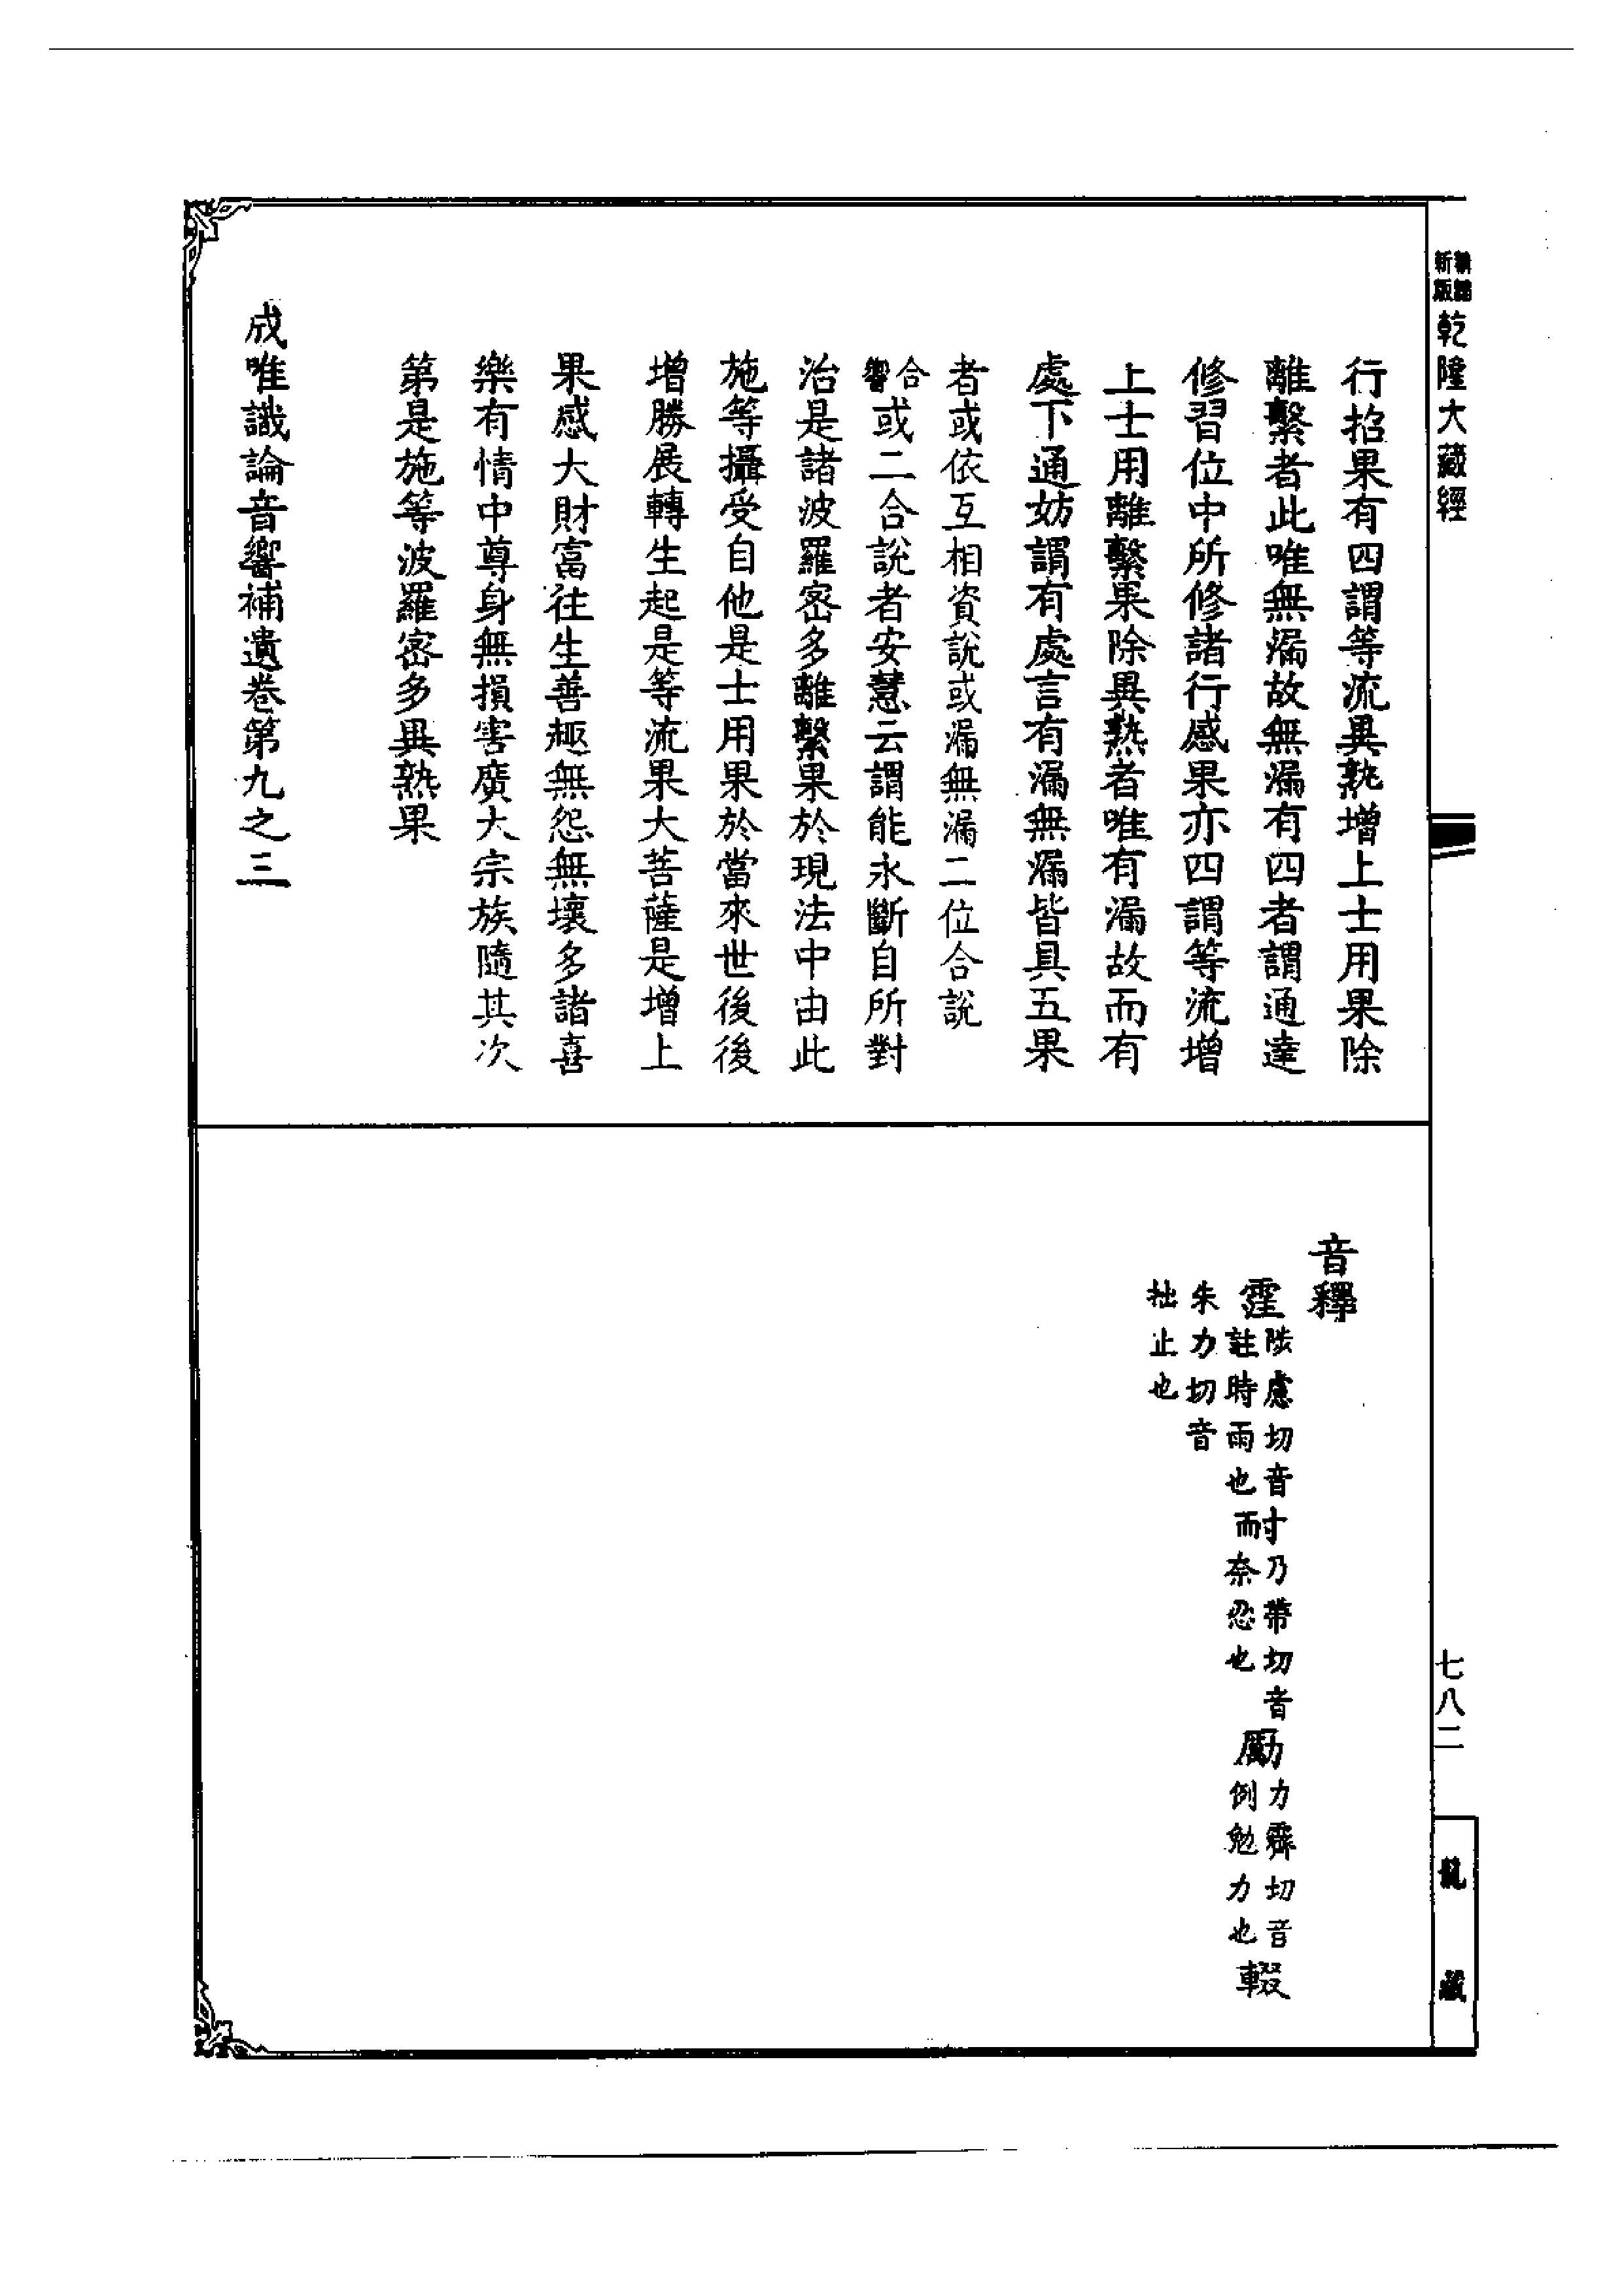 新編
新版
乾隆大藏經
行招果有四謂等流異熟增上士用果除
離繫者此唯無漏故無漏有四者謂通達
修習位中所修諸行感果亦四謂等流增
上士用離繫果除異熟者唯有漏故而有
處下通妨謂有處言有漏無漏皆具五果
者或依互相資說或漏無漏二位合說
合響或二合說者安慧云謂能永斷自所對
治是諸波羅密多離繫果於現法中由此
施等攝受自他是士用果於當來世後後
增勝展轉生起是等流果大菩薩是增上
果感大財富往生善趣無怨無壞多諸喜
樂有情中尊身無損害廣大宗族隨其次
第是施等波羅密多異熟果
成唯識論音響補遺卷第九之三
音釋
霔陟慮切音註時雨也
耐乃帶切音奈忍也
勵力霽切音例勉力也
輟朱力切音拙止也
七八二
龍藏